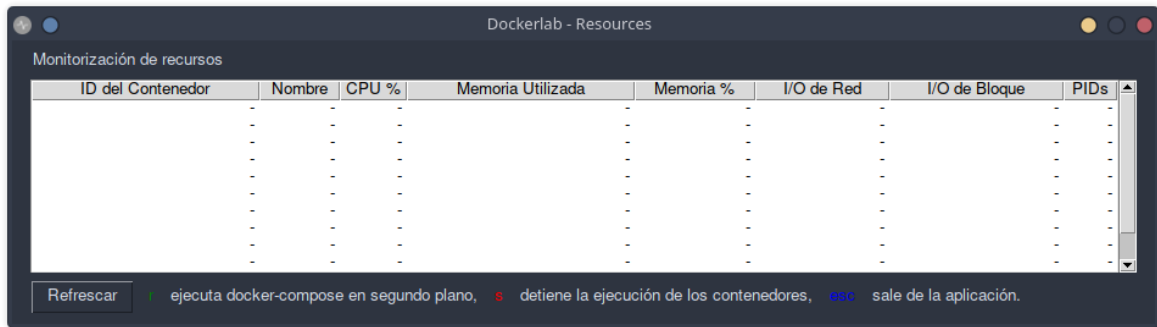 Dockerlab - Resources
Monitorización de recursos
ID del Contenedor Nombre CPU % Memoria Utilizada Memoria % I/O de Red I/O de Bloque PIDs
- - - - - - - -
- - - - - - - -
- - - - - - - -
- - - - - - - -
- - - - - - - -
- - - - - - - -
- - - - - - - -
- - - - - - - -
- - - - - - - -
- - - - - - - -
Refrescar r ejecuta docker-compose en segundo plano, s detiene la ejecución de los contenedores, esc sale de la aplicación.